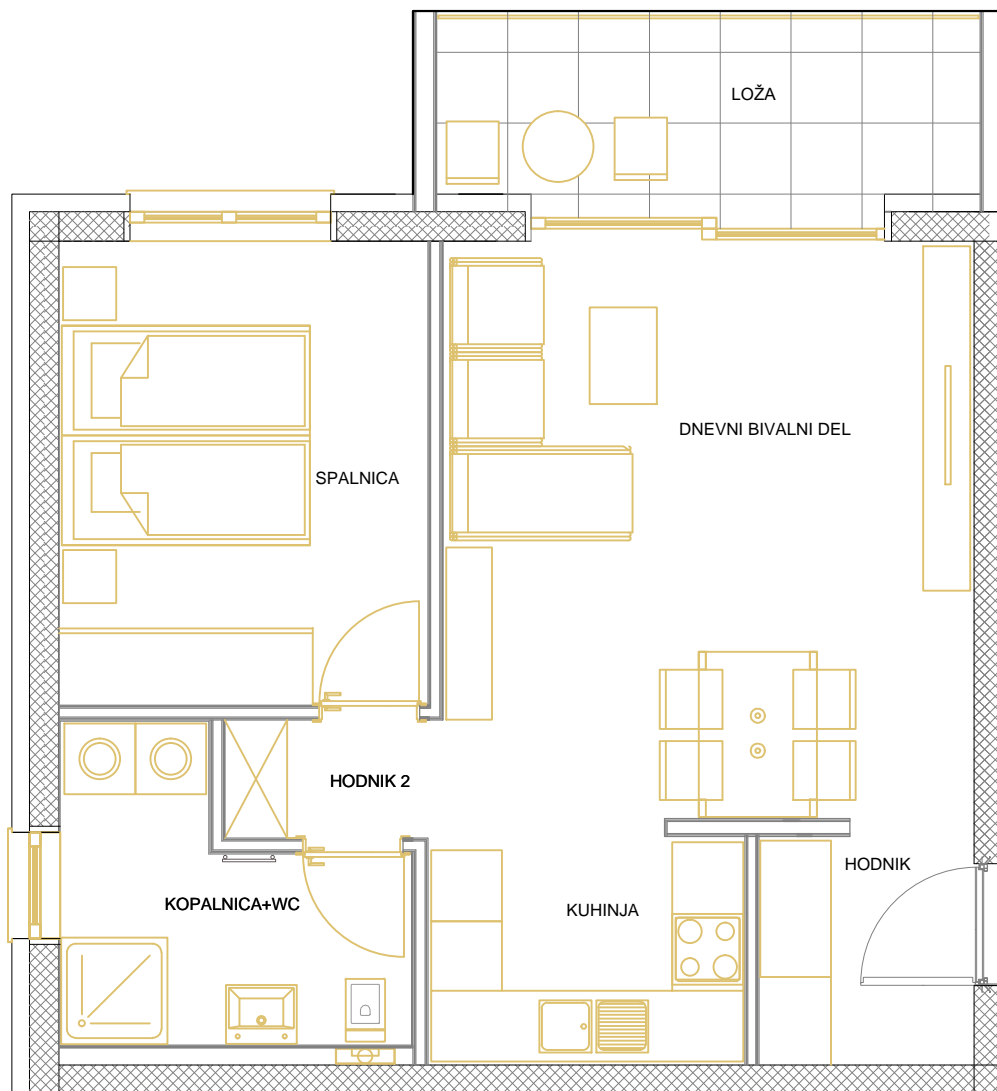 LOŽA
DNEVNI BIVALNI DEL
SPALNICA
HODNIK 2
HODNIK
KOPALNICA+WC
KUHINJA